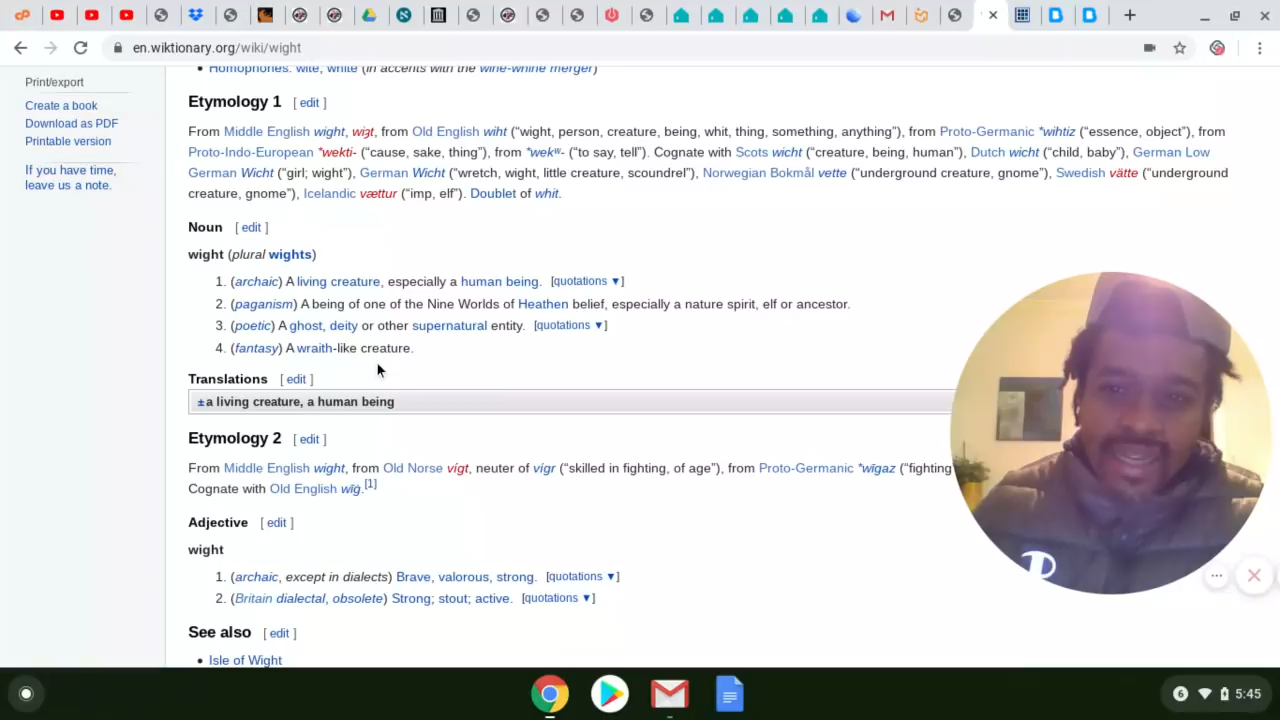 en.wiktionary.org/wiki/wight
Print/export
Create a book
Download as PDF
Printable version
If you have time,
leave us a note.
Homophones: wite, white (in accents with the wine-whine merger)
Etymology 1 [ edit ]
From Middle English wight, wiȝt, from Old English wiht (“wight, person, creature, being, whit, thing, something, anything”), from Proto-Germanic *wihtiz (“essence, object”), from
Proto-Indo-European *wekti- (“cause, sake, thing”), from *wekʷ- (“to say, tell”). Cognate with Scots wicht (“creature, being, human”), Dutch wicht (“child, baby”), German Low
German Wicht (“girl; wight”), German Wicht (“wretch, wight, little creature, scoundrel”), Norwegian Bokmål vette (“underground creature, gnome”), Swedish vätte (“underground
creature, gnome”), Icelandic vættur (“imp, elf”). Doublet of whit.
Noun [ edit ]
wight (plural wights)
1. (archaic) A living creature, especially a human being. [quotations ▼]
2. (paganism) A being of one of the Nine Worlds of Heathen belief, especially a nature spirit, elf or ancestor.
3. (poetic) A ghost, deity or other supernatural entity. [quotations ▼]
4. (fantasy) A wraith-like creature.
Translations [ edit ]
± a living creature, a human being
Etymology 2 [ edit ]
From Middle English wight, from Old Norse vígt, neuter of vígr (“skilled in fighting, of age”), from Proto-Germanic *wīgaz (“fighting
Cognate with Old English wīġ.[1]
Adjective [ edit ]
wight
1. (archaic, except in dialects) Brave, valorous, strong. [quotations ▼]
2. (Britain dialectal, obsolete) Strong; stout; active. [quotations ▼]
See also [ edit ]
Isle of Wight
6 5:45